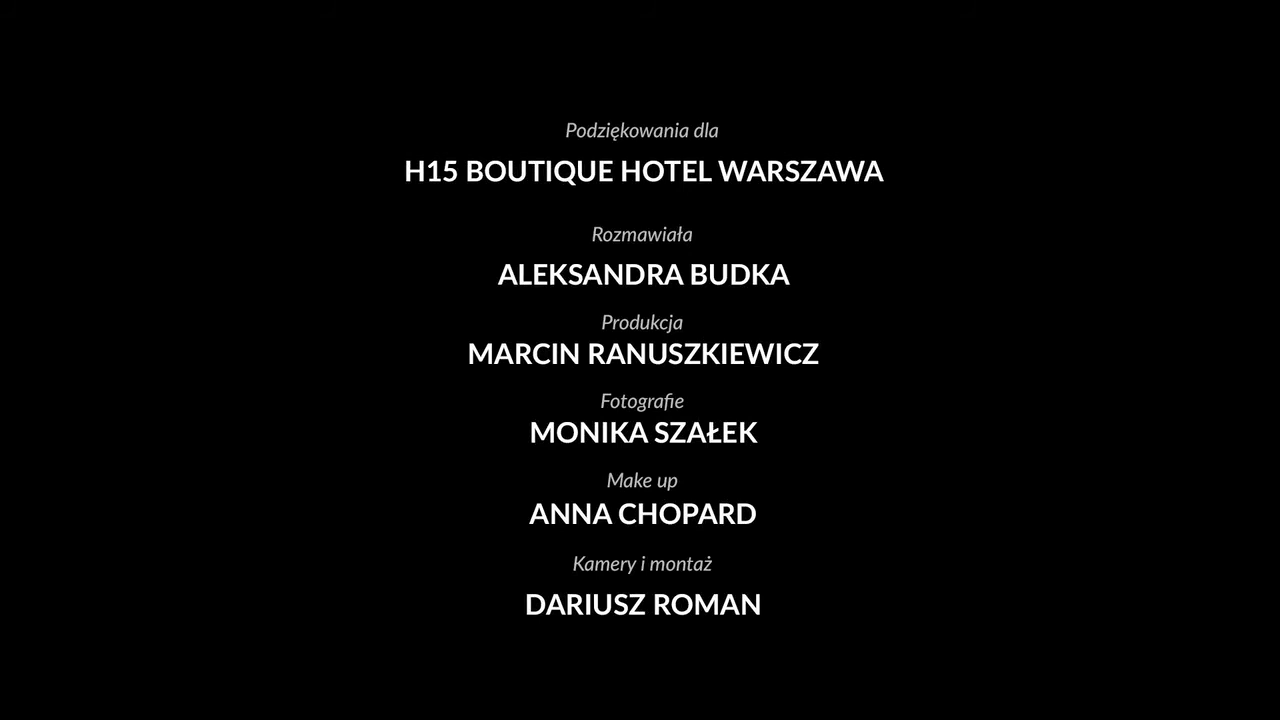 Podziękowania dla
H15 BOUTIQUE HOTEL WARSZAWA
Rozmawiała
ALEKSANDRA BUDKA
Produkcja
MARCIN RANUSZKIEWICZ
Fotografie
MONIKA SZAŁEK
Make up
ANNA CHOPARD
Kamery i montaż
DARIUSZ ROMAN